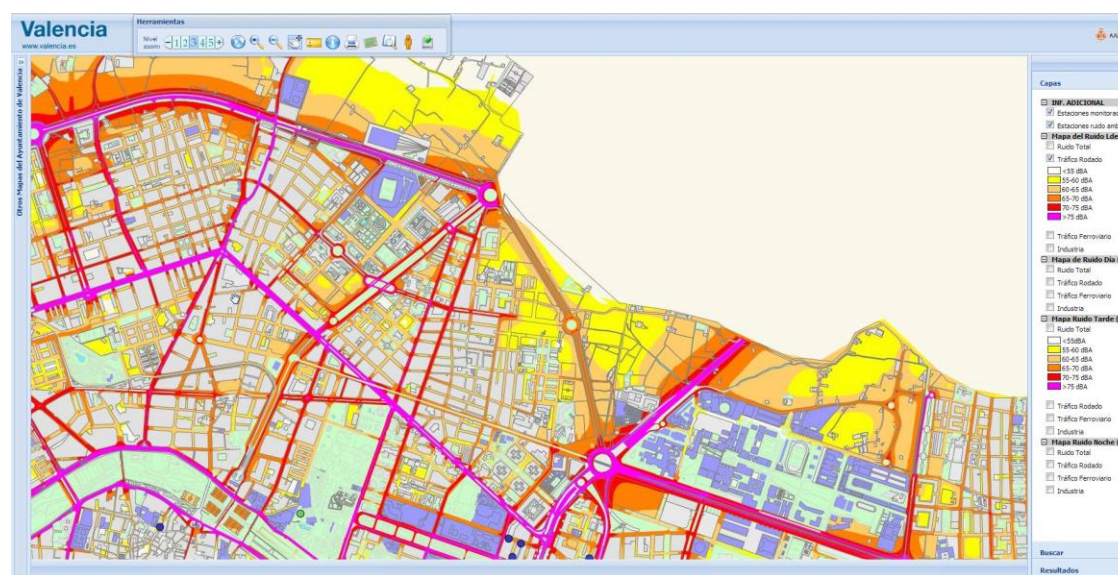 Valencia
www.valencia.es
Herramientas
Nivel
zoom:
1 2 3 4 5
Otros Mapas del Ayuntamiento de Valencia
Capas
INF. ADICIONAL
Estaciones
Estaciones ruido
Mapa del Ruido
Ruido Total
Tráfico Rodado
<55 dBA
55-60 dBA
60-65 dBA
65-70 dBA
70-75 dBA
>75 dBA
Tráfico Ferroviario
Industria
Mapa de Ruido Día
Ruido Total
Tráfico Rodado
Tráfico Ferroviario
Industria
Mapa Ruido Tarde
Ruido Total
<55dBA
55-60 dBA
60-65 dBA
65-70 dBA
70-75 dBA
>75 dBA
Tráfico Rodado
Tráfico Ferroviario
Industria
Mapa Ruido Noche
Ruido Total
Tráfico Rodado
Tráfico Ferroviario
Industria
Buscar
Resultados